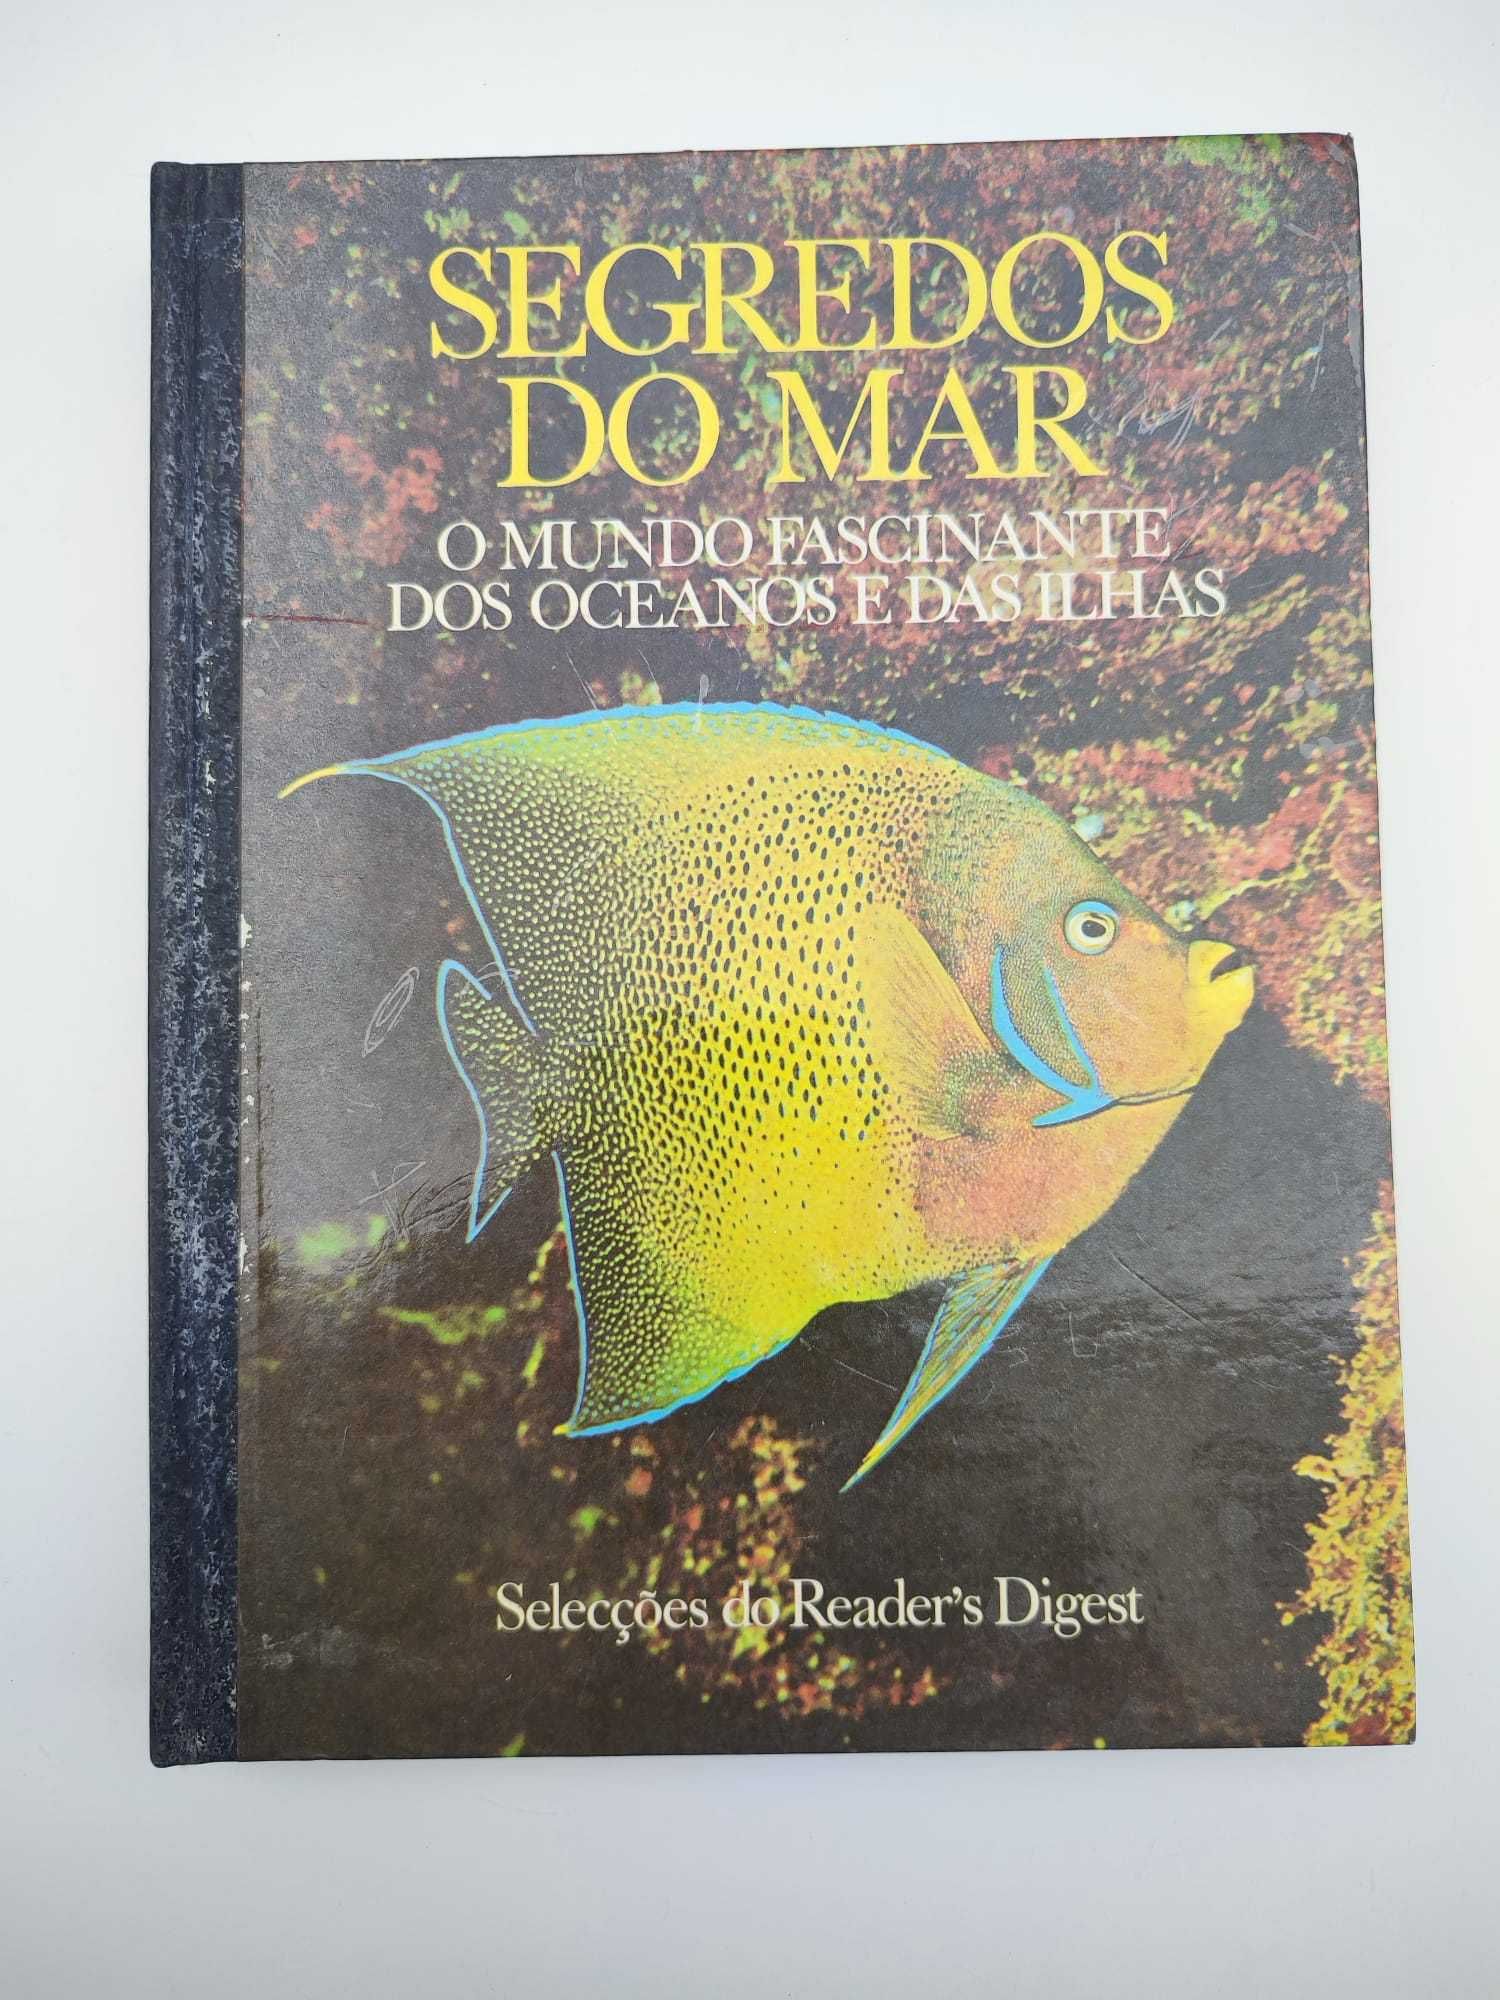 SEGREDOS
DO MAR
O MUNDO FASCINANTE
DOS OCEANOS E DAS ILHAS
Selecções do Reader's Digest